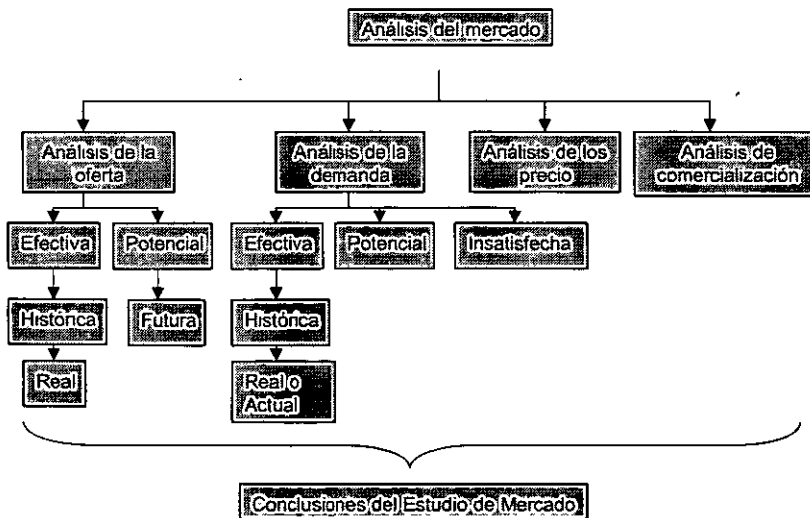 Análisis del mercado
Análisis de la
oferta
Análisis de la
demanda
Análisis de los
precio
Análisis de
comercialización
Efectiva
Potencial
Efectiva
Potencial
Insatisfecha
Histórica
Futura
Histórica
Real
Real o
Actual
Conclusiones del Estudio de Mercado